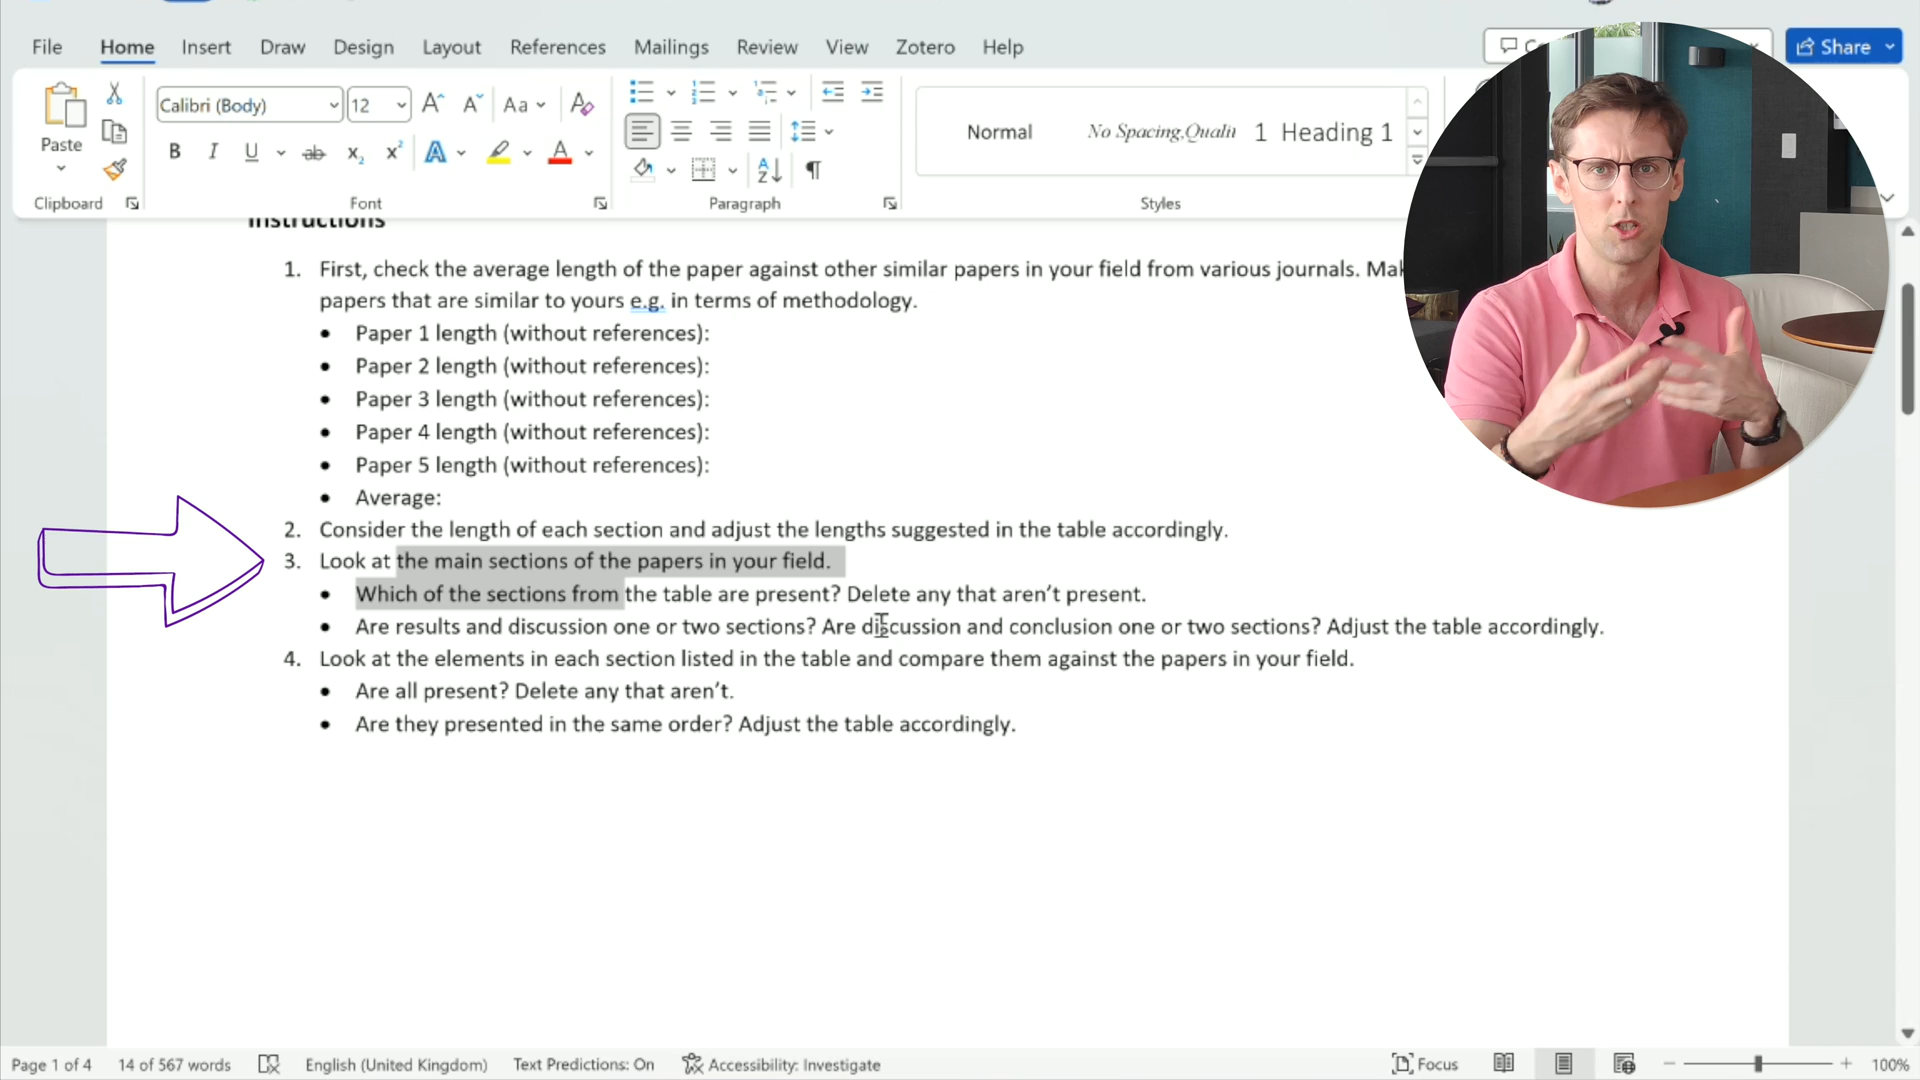 File Home Insert Draw Design Layout References Mailings Review View Zotero Help Share
Calibri (Body) 12 Aa
Paste
B I U ab x₂ x² A A
Normal No Spacing,Qualit 1 Heading 1
Clipboard Font Paragraph Styles
Instructions
1. First, check the average length of the paper against other similar papers in your field from various journals.
papers that are similar to yours e.g. in terms of methodology.
• Paper 1 length (without references):
• Paper 2 length (without references):
• Paper 3 length (without references):
• Paper 4 length (without references):
• Paper 5 length (without references):
• Average:
2. Consider the length of each section and adjust the lengths suggested in the table accordingly.
3. Look at the main sections of the papers in your field.
• Which of the sections from the table are present? Delete any that aren’t present.
• Are results and discussion one or two sections? Are discussion and conclusion one or two sections? Adjust the table accordingly.
4. Look at the elements in each section listed in the table and compare them against the papers in your field.
• Are all present? Delete any that aren’t.
• Are they presented in the same order? Adjust the table accordingly.
Page 1 of 4 14 of 567 words English (United Kingdom) Text Predictions: On Accessibility: Investigate Focus 100%